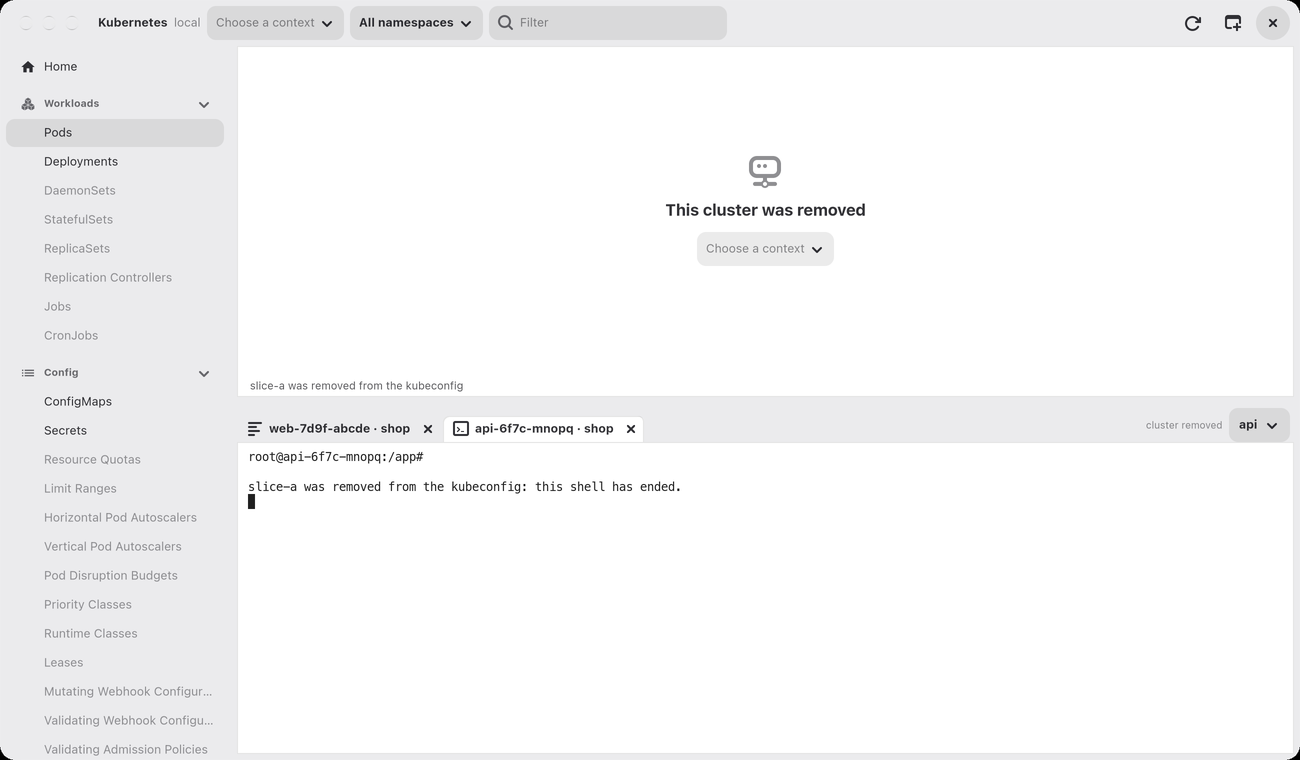 Kubernetes local Choose a context All namespaces Filter
Home
Workloads
Pods
Deployments
DaemonSets
StatefulSets
ReplicaSets
Replication Controllers
Jobs
CronJobs
Config
ConfigMaps
Secrets
Resource Quotas
Limit Ranges
Horizontal Pod Autoscalers
Vertical Pod Autoscalers
Pod Disruption Budgets
Priority Classes
Runtime Classes
Leases
Mutating Webhook Configur...
Validating Webhook Configu...
Validating Admission Policies
This cluster was removed
Choose a context
slice-a was removed from the kubeconfig
web-7d9f-abcde · shop api-6f7c-mnopq · shop cluster removed api
root@api-6f7c-mnopq:/app#
slice-a was removed from the kubeconfig: this shell has ended.